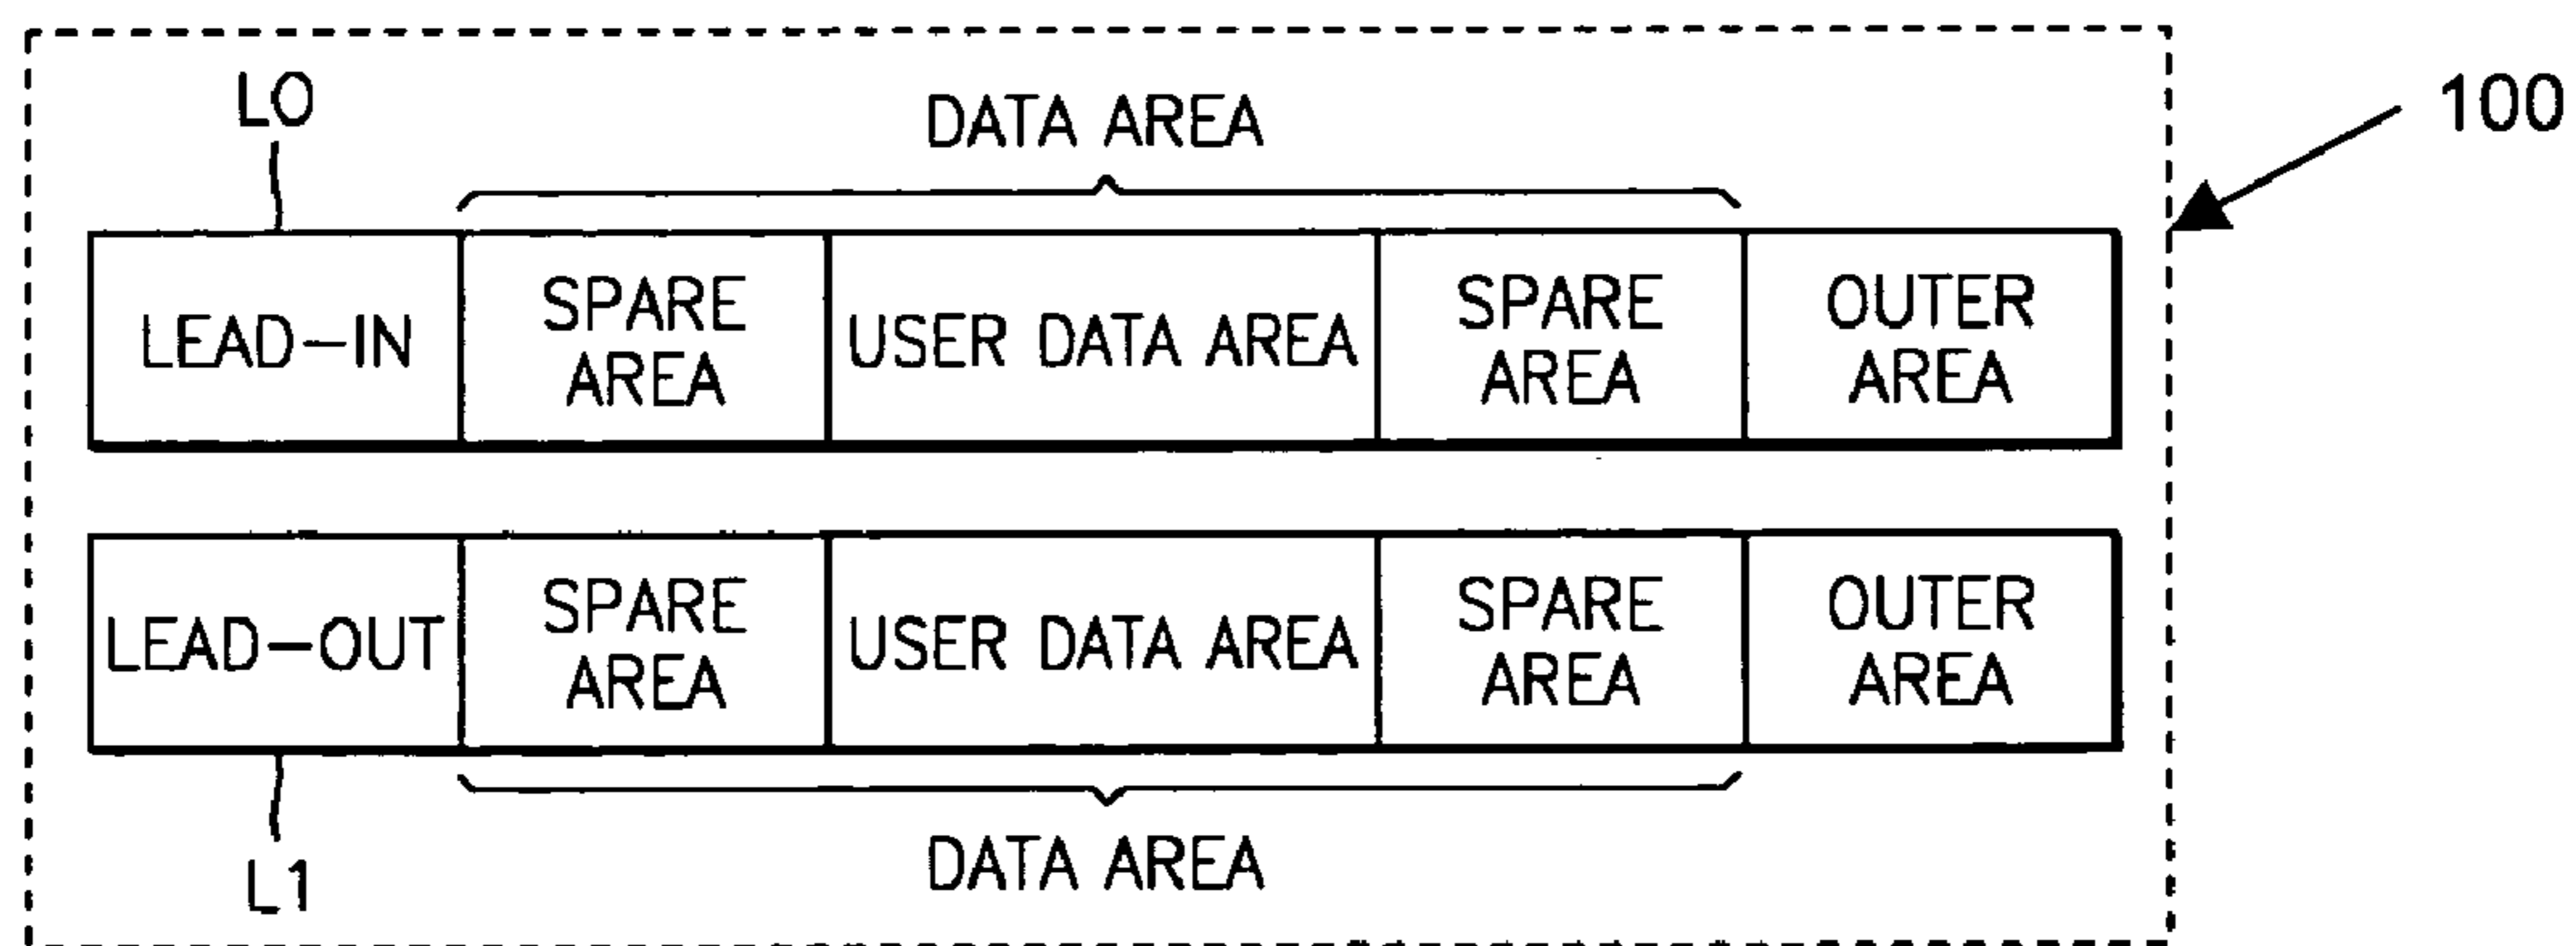 L0
DATA AREA
100
LEAD-IN
SPARE
AREA
USER DATA AREA
SPARE
AREA
OUTER
AREA
LEAD-OUT
SPARE
AREA
USER DATA AREA
SPARE
AREA
OUTER
AREA
L1
DATA AREA